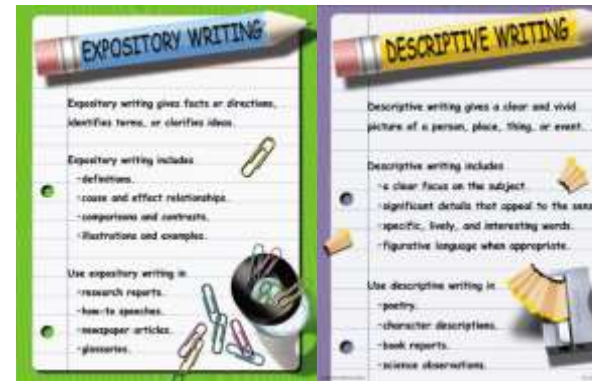 EXPOSITORY WRITING
Expository writing gives facts or directions,
identifies terms, or clarifies ideas.
Expository writing includes
-definitions.
-cause and effect relationships.
-comparisons and contrasts.
-illustrations and examples.
Use expository writing in
-research reports.
-how-to speeches.
-newspaper articles.
-glossaries.
DESCRIPTIVE WRITING
Descriptive writing gives a clear and vivid
picture of a person, place, thing, or event.
Descriptive writing includes
-a clear focus on the subject.
-significant details that appeal to the sens
-specific, lively, and interesting words.
-figurative language when appropriate.
Use descriptive writing in
-poetry.
-character descriptions.
-book reports.
-science observations.